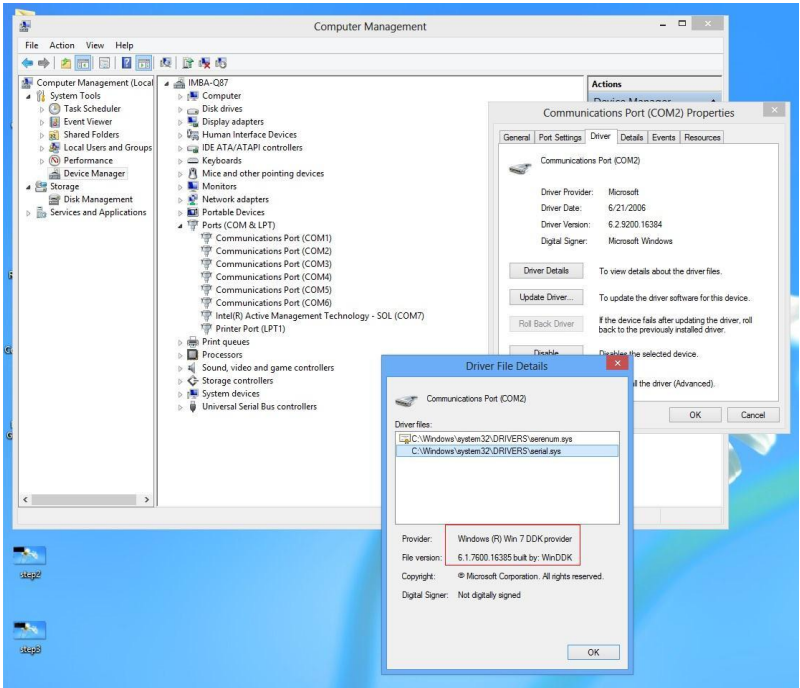 Computer Management
File Action View Help
Computer Management (Local
System Tools
Task Scheduler
Event Viewer
Shared Folders
Local Users and Groups
Performance
Device Manager
Storage
Disk Management
Services and Applications
IMBA-Q87
Computer
Disk drives
Display adapters
Human Interface Devices
IDE ATA/ATAPI controllers
Keyboards
Mice and other pointing devices
Monitors
Network adapters
Portable Devices
Ports (COM & LPT)
Communications Port (COM1)
Communications Port (COM2)
Communications Port (COM3)
Communications Port (COM4)
Communications Port (COM5)
Communications Port (COM6)
Intel(R) Active Management Technology - SOL (COM7)
Printer Port (LPT1)
Print queues
Processors
Sound, video and game controllers
Storage controllers
System devices
Universal Serial Bus controllers
Actions
Device Manager
Communications Port (COM2) Properties
General Port Settings Driver Details Events Resources
Communications Port (COM2)
Driver Provider: Microsoft
Driver Date: 6/21/2006
Driver Version: 6.2.9200.16384
Digital Signer: Microsoft Windows
Driver Details To view details about the driver files.
Update Driver... To update the driver software for this device.
Roll Back Driver If the device fails after updating the driver, roll
back to the previously installed driver.
Disable Disables the selected device.
ll the driver (Advanced).
OK Cancel
Driver File Details
Communications Port (COM2)
Driver files:
C:\Windows\system32\DRIVERS\serenum.sys
C:\Windows\system32\DRIVERS\serial.sys
Provider: Windows (R) Win 7 DDK provider
File version: 6.1.7600.16385 built by: WinDDK
Copyright: © Microsoft Corporation. All rights reserved.
Digital Signer: Not digitally signed
OK
step2
step3